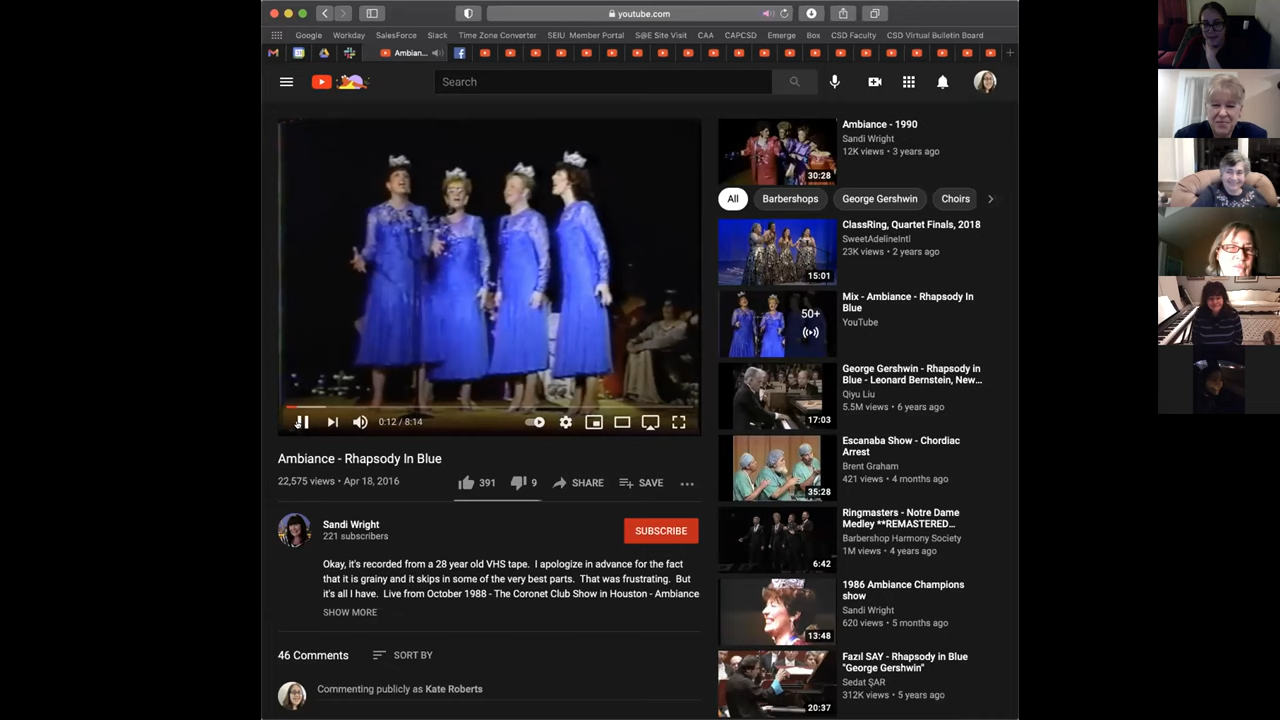 youtube.com
Google Workday SalesForce Slack Time Zone Converter SEIU Member Portal S@E Site Visit CAA CAPCSD Emerge Box CSD Faculty CSD Virtual Bulletin Board
Ambian...
Search
0:12 / 8:14
Ambiance - Rhapsody In Blue
22,575 views • Apr 18, 2016
391
9
SHARE
SAVE
Sandi Wright
221 subscribers
SUBSCRIBE
Okay, it's recorded from a 28 year old VHS tape. I apologize in advance for the fact
that it is grainy and it skips in some of the very best parts. That was frustrating. But
it's all I have. Live from October 1988 - The Coronet Club Show in Houston - Ambiance
SHOW MORE
46 Comments
SORT BY
Commenting publicly as Kate Roberts
30:28
Ambiance - 1990
Sandi Wright
12K views • 3 years ago
All
Barbershops
George Gershwin
Choirs
15:01
ClassRing, Quartet Finals, 2018
SweetAdelineIntl
23K views • 2 years ago
50+
Mix - Ambiance - Rhapsody In
Blue
YouTube
17:03
George Gershwin - Rhapsody in
Blue - Leonard Bernstein, New...
Qiyu Liu
5.5M views • 6 years ago
35:28
Escanaba Show - Chordiac
Arrest
Brent Graham
421 views • 4 months ago
6:42
Ringmasters - Notre Dame
Medley **REMASTERED...
Barbershop Harmony Society
1M views • 4 years ago
13:48
1986 Ambiance Champions
show
Sandi Wright
620 views • 5 months ago
20:37
Fazıl SAY - Rhapsody in Blue
"George Gershwin"
Sedat ŞAR
312K views • 5 years ago